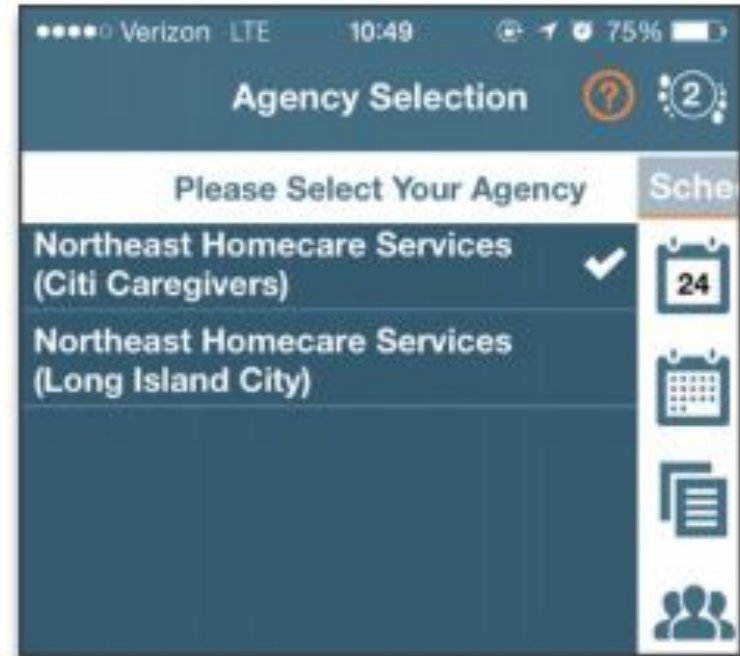 Verizon LTE 10:49 75%
Agency Selection ? 2
Please Select Your Agency
Sche
Northeast Homecare Services
(Citi Caregivers)
24
Northeast Homecare Services
(Long Island City)